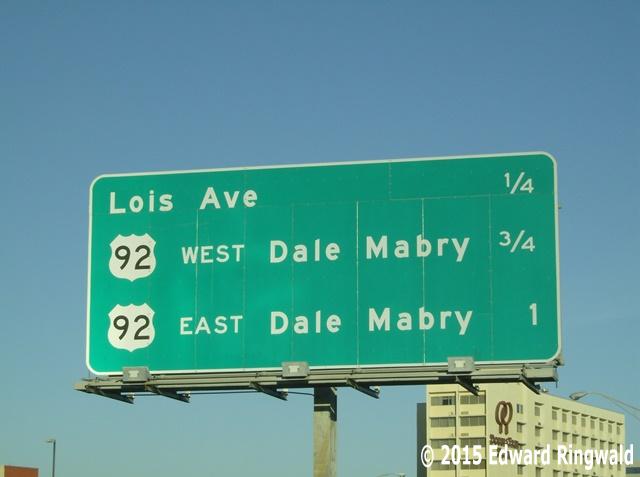 Lois Ave 1/4
92 WEST Dale Mabry 3/4
92 EAST Dale Mabry 1
© 2015 Edward Ringwald